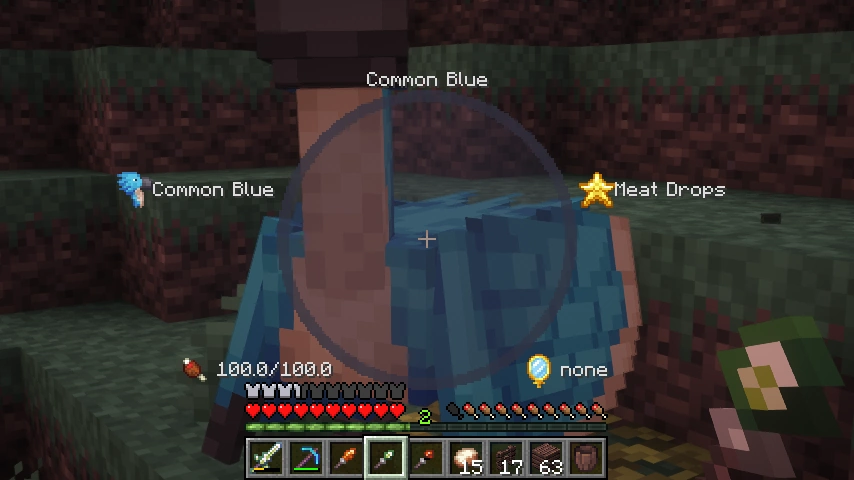 Common Blue
Common Blue
Meat Drops
100.0/100.0
none
2
15
17
63